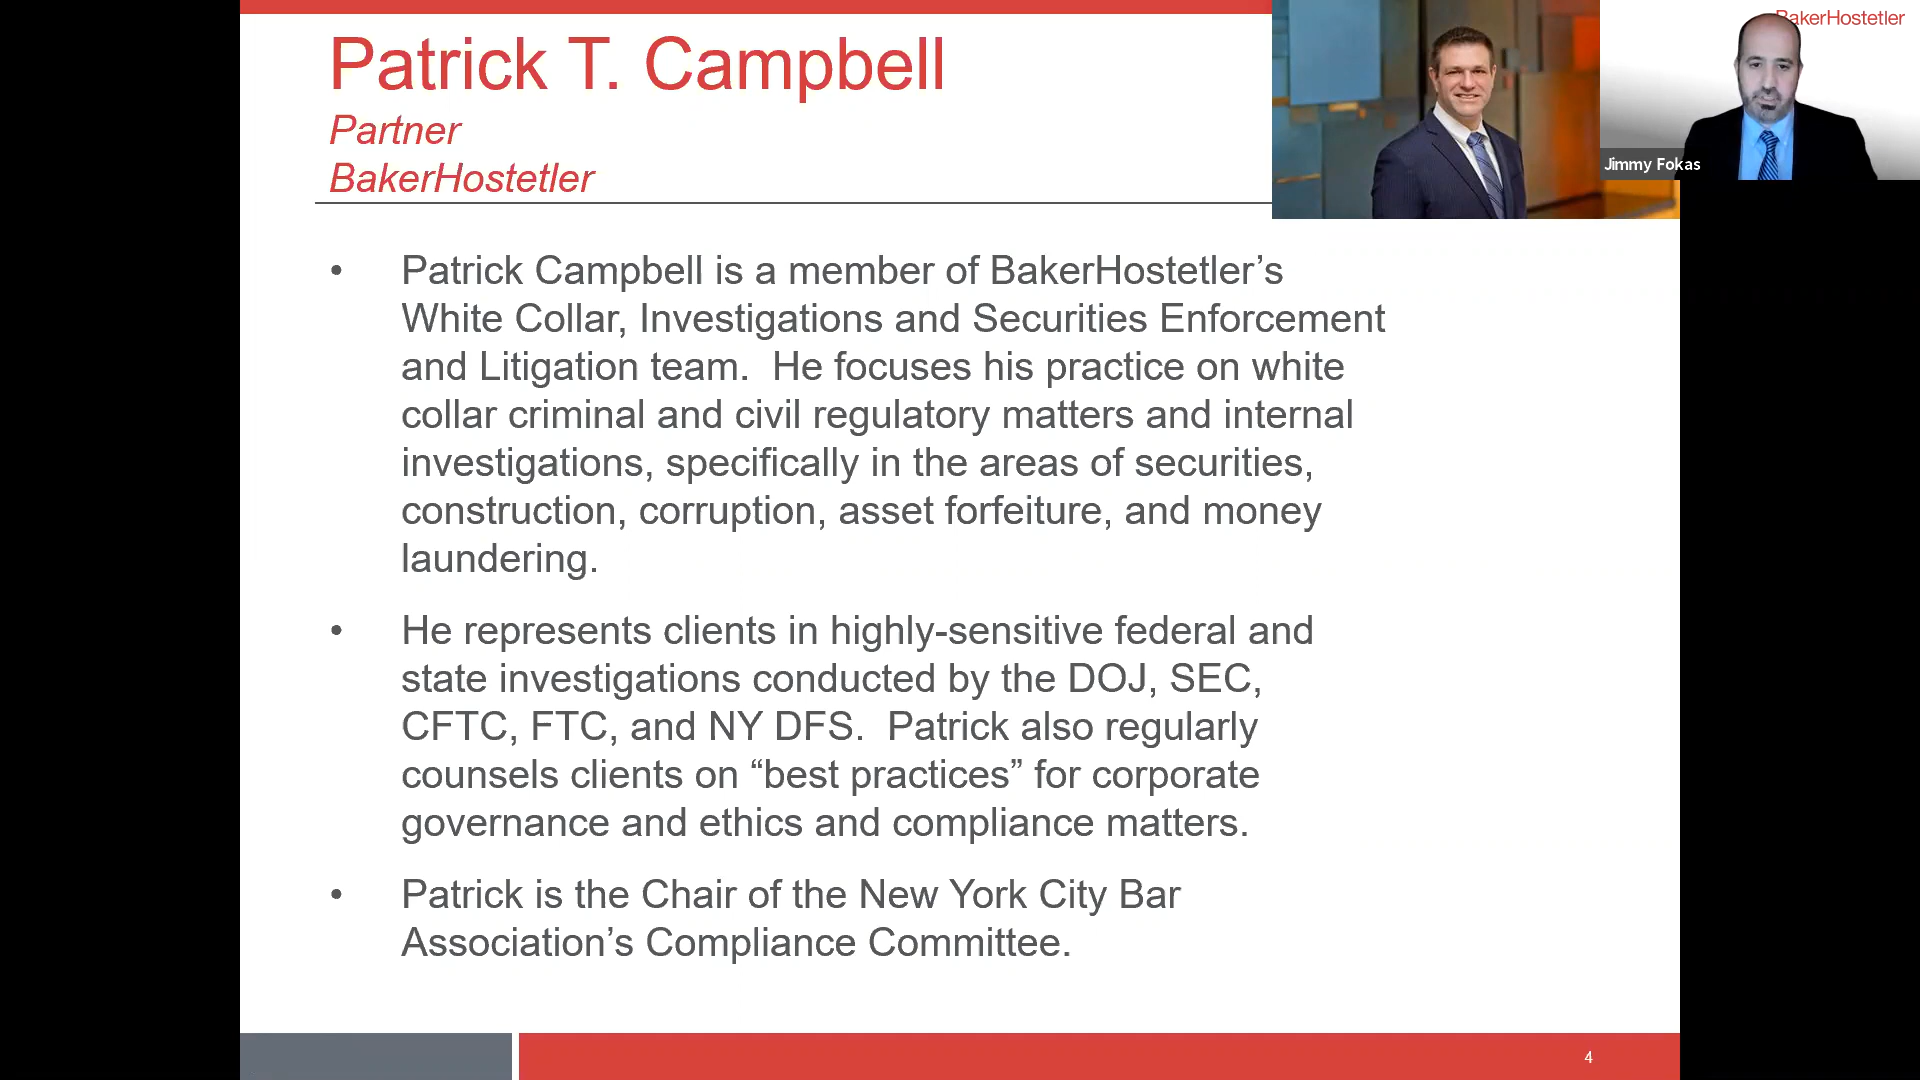 Patrick T. Campbell
Partner
BakerHostetler
BakerHostetler
Jimmy Fokas
• Patrick Campbell is a member of BakerHostetler’s
White Collar, Investigations and Securities Enforcement
and Litigation team.  He focuses his practice on white
collar criminal and civil regulatory matters and internal
investigations, specifically in the areas of securities,
construction, corruption, asset forfeiture, and money
laundering.
• He represents clients in highly-sensitive federal and
state investigations conducted by the DOJ, SEC,
CFTC, FTC, and NY DFS.  Patrick also regularly
counsels clients on “best practices” for corporate
governance and ethics and compliance matters.
• Patrick is the Chair of the New York City Bar
Association’s Compliance Committee.
4